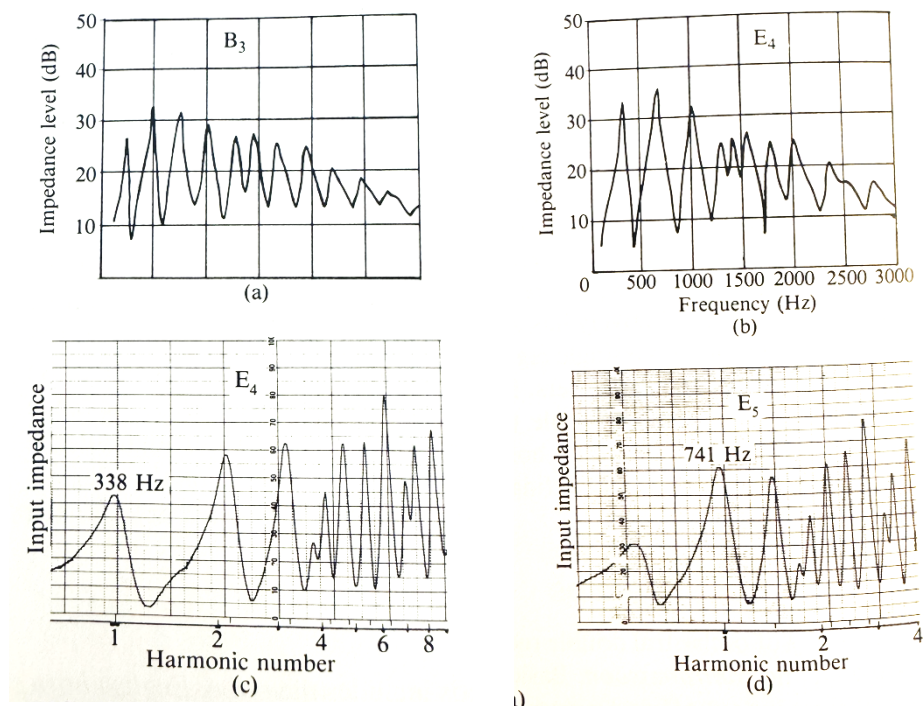 50
40
30
20
10
Impedance level (dB)
B₃
(a)
50
40
30
20
10
Impedance level (dB)
E₄
0 500 1000 1500 2000 2500 3000
Frequency (Hz)
(b)
Input impedance
E₄
338 Hz
1 2 4 6 8
Harmonic number
(c)
Input impedance
E₅
741 Hz
1 2 4
Harmonic number
(d)